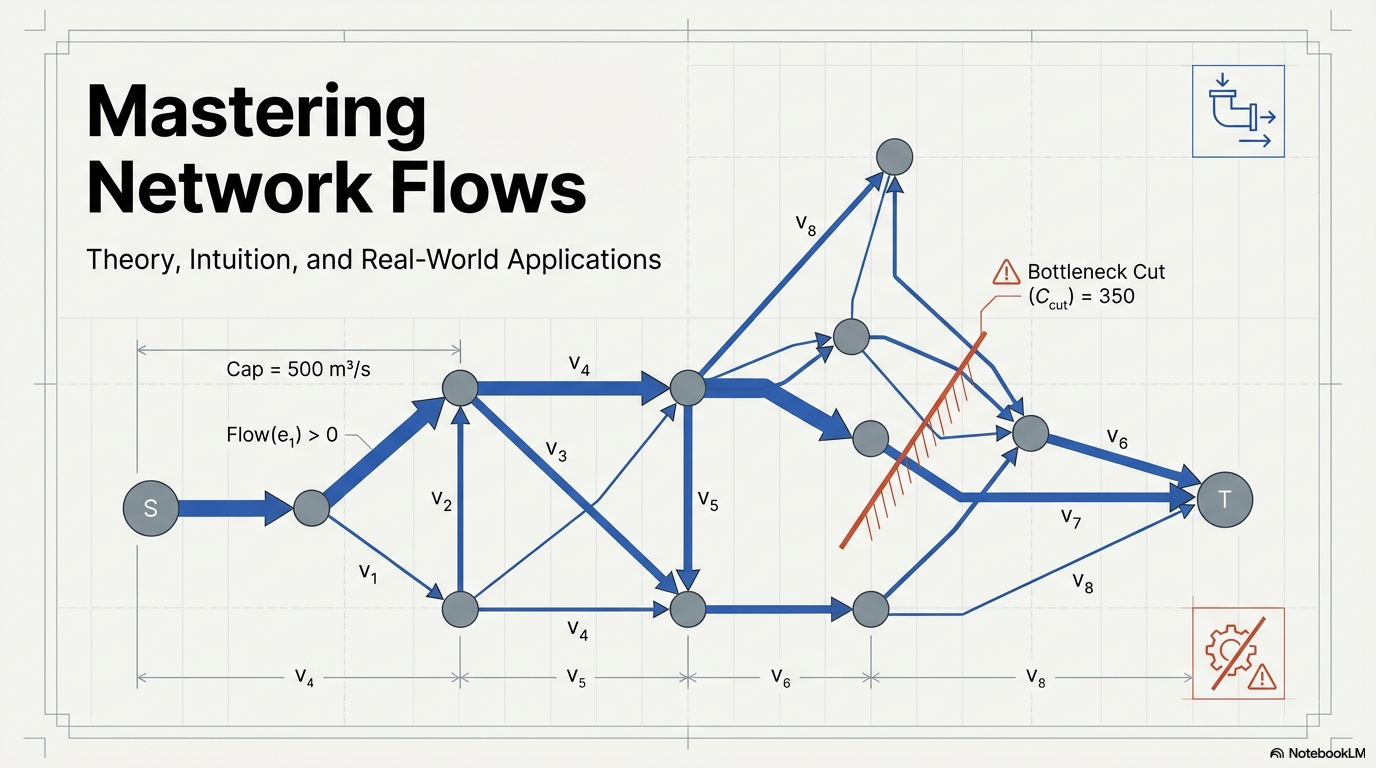 Mastering
Network Flows
Theory, Intuition, and Real-World Applications
v₈
Bottleneck Cut
(C_cut) = 350
Cap = 500 m³/s
v₄
Flow(e₁) > 0
v₃
v₆
v₂
v₅
S
T
v₇
v₁
v₈
v₄
v₄
v₅
v₆
v₈
NotebookLM